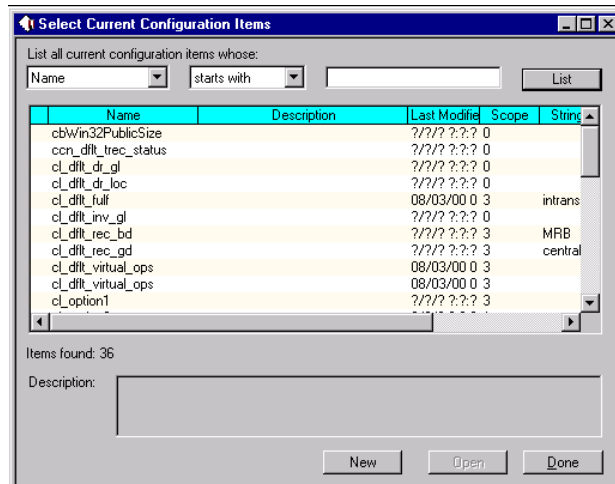 Select Current Configuration Items
List all current configuration items whose:
Name starts with List
Name Description Last Modifie Scope String
cbWin32PublicSize ?/?/? ?:?:? 0
ccn_dflt_trec_status ?/?/? ?:?:? 0
cl_dflt_dr_gl ?/?/? ?:?:? 0
cl_dflt_dr_loc ?/?/? ?:?:? 0
cl_dflt_fulf 08/03/00 0 3 intrans
cl_dflt_inv_gl ?/?/? ?:?:? 0
cl_dflt_rec_bd ?/?/? ?:?:? 3 MRB
cl_dflt_rec_gd ?/?/? ?:?:? 3 central
cl_dflt_virtual_ops 08/03/00 0 3
cl_dflt_virtual_ops 08/03/00 0 3
cl_option1 ?/?/? ?:?:? 3
Items found: 36
Description:
New Open Done